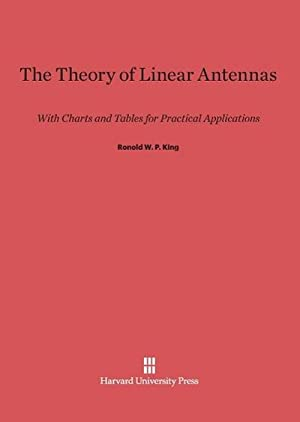 The Theory of Linear Antennas
With Charts and Tables for Practical Applications
Ronold W. P. King
Harvard University Press